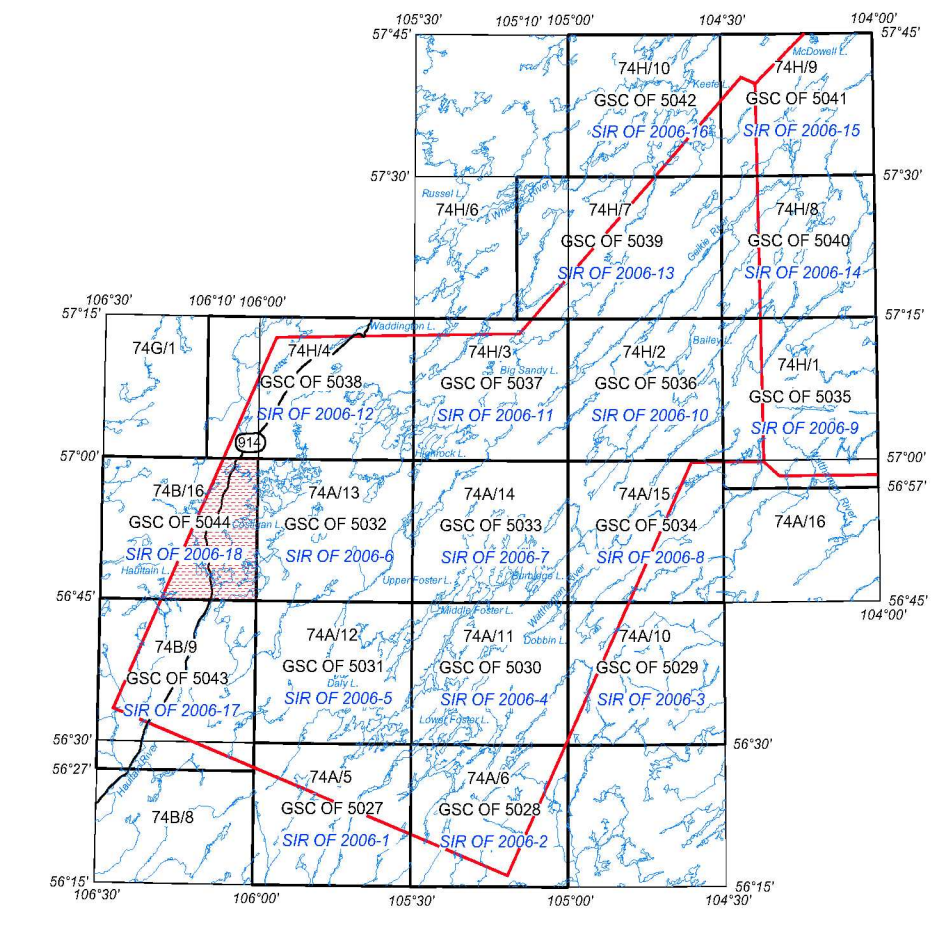 105°30' 105°10' 105°00' 104°30' 104°00'
57°45' 57°45'
McDowell L.
74H/10 74H/9
Keefe L.
GSC OF 5042 GSC OF 5041
SIR OF 2006-16 SIR OF 2006-15
57°30' 57°30'
Russel L.
Wheeler River
74H/6 74H/7 74H/8
Geikie River
GSC OF 5039 GSC OF 5040
SIR OF 2006-13 SIR OF 2006-14
106°30' 106°10' 106°00'
57°15' 57°15'
Waddington L.
74G/1 74H/4 74H/3 74H/2 Bailey L.
74H/1
Big Sandy L.
GSC OF 5038 GSC OF 5037 GSC OF 5036
GSC OF 5035
SIR OF 2006-12 SIR OF 2006-11 SIR OF 2006-10
SIR OF 2006-9
914
Highrock L.
57°00' 57°00'
Waterbury River
56°57'
74B/16 74A/13 74A/14 74A/15
74A/16
GSC OF 5044 Cochran L. GSC OF 5032 GSC OF 5033 GSC OF 5034
SIR OF 2006-18 SIR OF 2006-6 SIR OF 2006-7 SIR OF 2006-8
Haultain L. Upper Foster L.
56°45' 56°45'
Middle Foster L.
104°00'
74B/9 74A/12 74A/11 Dobbin L. 74A/10
GSC OF 5043 GSC OF 5031 GSC OF 5030 GSC OF 5029
Daly L.
SIR OF 2006-17 SIR OF 2006-5 SIR OF 2006-4 SIR OF 2006-3
Lower Foster L.
56°30' 56°30'
Haultain River
56°27'
74A/5 74A/6
GSC OF 5027 GSC OF 5028
74B/8
SIR OF 2006-1 SIR OF 2006-2
56°15' 56°15'
106°30' 106°00' 105°30' 105°00' 104°30'